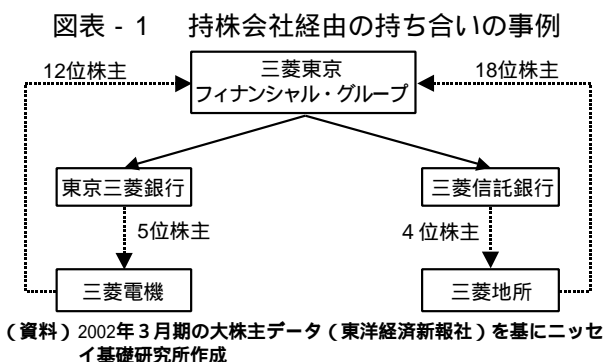 図表 - 1　持株会社経由の持ち合いの事例
12位株主
三菱東京
フィナンシャル・グループ
18位株主
東京三菱銀行
三菱信託銀行
5位株主
４位株主
三菱電機
三菱地所
（資料）2002年３月期の大株主データ（東洋経済新報社）を基にニッセ
イ基礎研究所作成